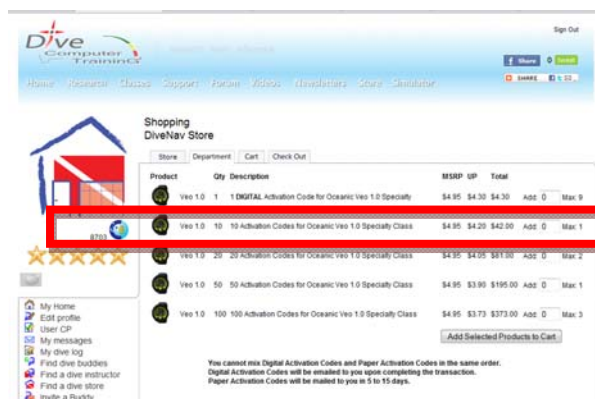 Sign Out
Dive
Computer
Training
Share 0
SHARE
Home Research Classes Support Forum Videos Newsletters Store Simulator
Shopping
DiveNav Store
Store Department Cart Check Out
Product Qty Description MSRP UP Total
Veo 1.0 1 1 DIGITAL Activation Code for Oceanic Veo 1.0 Specialty $4.95 $4.30 $4.30 Add: 0 Max: 9
8703
Veo 1.0 10 10 Activation Codes for Oceanic Veo 1.0 Specialty Class $4.95 $4.20 $42.00 Add: 0 Max: 1
Veo 1.0 20 20 Activation Codes for Oceanic Veo 1.0 Specialty Class $4.95 $4.05 $81.00 Add: 0 Max: 2
Veo 1.0 50 50 Activation Codes for Oceanic Veo 1.0 Specialty Class $4.95 $3.90 $195.00 Add: 0 Max: 1
Veo 1.0 100 100 Activation Codes for Oceanic Veo 1.0 Specialty Class $4.95 $3.73 $373.00 Add: 0 Max: 3
Add Selected Products to Cart
My Home
Edit profile
User CP
My messages
My dive log
Find dive buddies
Find a dive instructor
Find a dive store
Invite a Buddy
You cannot mix Digital Activation Codes and Paper Activation Codes in the same order.
Digital Activation Codes will be emailed to you upon completing the transaction.
Paper Activation Codes will be mailed to you in 5 to 15 days.